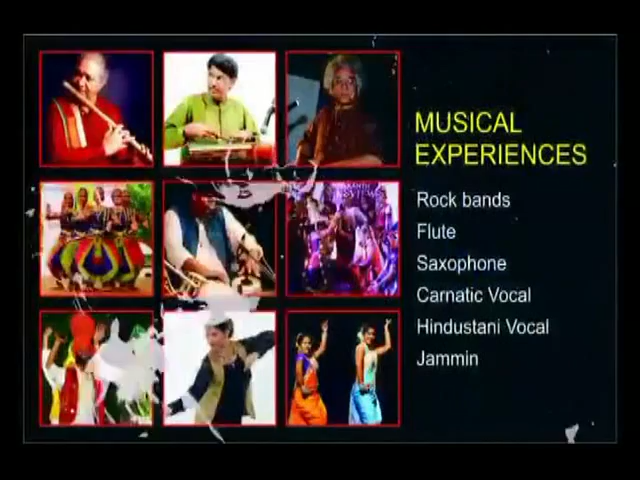 MUSICAL
EXPERIENCES
Rock bands
Flute
Saxophone
Carnatic Vocal
Hindustani Vocal
Jammin